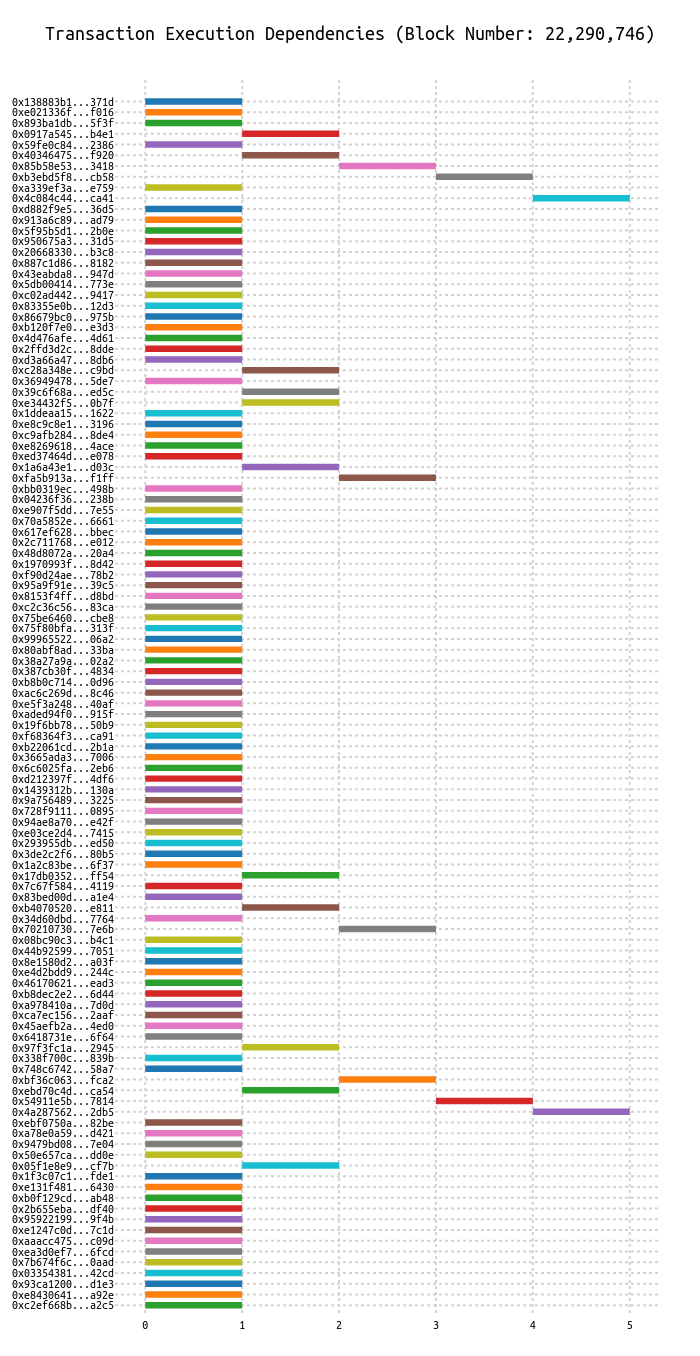 Transaction Execution Dependencies (Block Number: 22,290,746)
0x138883b1...371d
0xe021336f...f016
0x893ba1db...5f3f
0x0917a545...b4e1
0x59fe0c84...2386
0x40346475...f920
0x85b58e53...3418
0xb3ebd5f8...cb58
0xa339ef3a...e759
0x4c084c44...ca41
0xd882f9e5...36d5
0x913a6c89...ad79
0x5f95b5d1...2b0e
0x950675a3...31d5
0x20668330...b3c8
0x887c1d86...8182
0x43eabda8...947d
0x5db00414...773e
0xc02ad442...9417
0x83355e0b...12d3
0x86679bc0...975b
0xb120f7e0...e3d3
0x4d476afe...4d61
0x2ffd3d2c...8dde
0xd3a66a47...8db6
0xc28a348e...c9bd
0x36949478...5de7
0x39c6f68a...ed5c
0xe34432f5...0b7f
0x1ddeaa15...1622
0xe8c9c8e1...3196
0xc9afb284...8de4
0xe8269618...4ace
0xed37464d...e078
0x1a6a43e1...d03c
0xfa5b913a...f1ff
0xbb0319ec...498b
0x04236f36...238b
0xe907f5dd...7e55
0x70a5852e...6661
0x617ef628...bbec
0x2c711768...e012
0x48d8072a...20a4
0x1970993f...8d42
0xf90d24ae...78b2
0x95a9f91e...39c5
0x8153f4ff...d8bd
0xc2c36c56...83ca
0x75be6460...cbe8
0x75f80bfa...313f
0x99965522...06a2
0x80abf8ad...33ba
0x38a27a9a...02a2
0x387cb30f...4834
0xb8b0c714...0d96
0xac6c269d...8c46
0xe5f3a248...40af
0xaded94f0...915f
0x19f6bb78...50b9
0xf68364f3...ca91
0xb22061cd...2b1a
0x3665ada3...7006
0x6c6025fa...2eb6
0xd212397f...4df6
0x1439312b...130a
0x9a756489...3225
0x728f9111...0895
0x94ae8a70...e42f
0xe03ce2d4...7415
0x293955db...ed50
0x3de2c2f6...80b5
0x1a2c83be...6f37
0x17db0352...ff54
0x7c67f584...4119
0x83bed00d...a1e4
0xb4070520...e811
0x34d60dbd...7764
0x70210730...7e6b
0x08bc90c3...b4c1
0x44b92599...7051
0x8e1580d2...a03f
0xe4d2bdd9...244c
0x46170621...ead3
0xb8dec2e2...6d44
0xa978410a...7d0d
0xca7ec156...2aaf
0x45aefb2a...4ed0
0x6418731e...6f64
0x97f3fc1a...2945
0x338f700c...839b
0x748c6742...58a7
0xbf36c063...fca2
0xebd70c4d...ca54
0x54911e5b...7814
0x4a287562...2db5
0xebf0750a...82be
0xa78e0a59...d421
0x9479bd08...7e04
0x50e657ca...dd0e
0x05f1e8e9...cf7b
0x1f3c07c1...fde1
0xe131f481...6430
0xb0f129cd...ab48
0x2b655eba...df40
0x95922199...9f4b
0xe1247c0d...7c1d
0xaaacc475...c09d
0xea3d0ef7...6fcd
0x7b674f6c...0aad
0x03354381...42cd
0x93ca1200...d1e3
0xe8430641...a92e
0xc2ef668b...a2c5
0 1 2 3 4 5